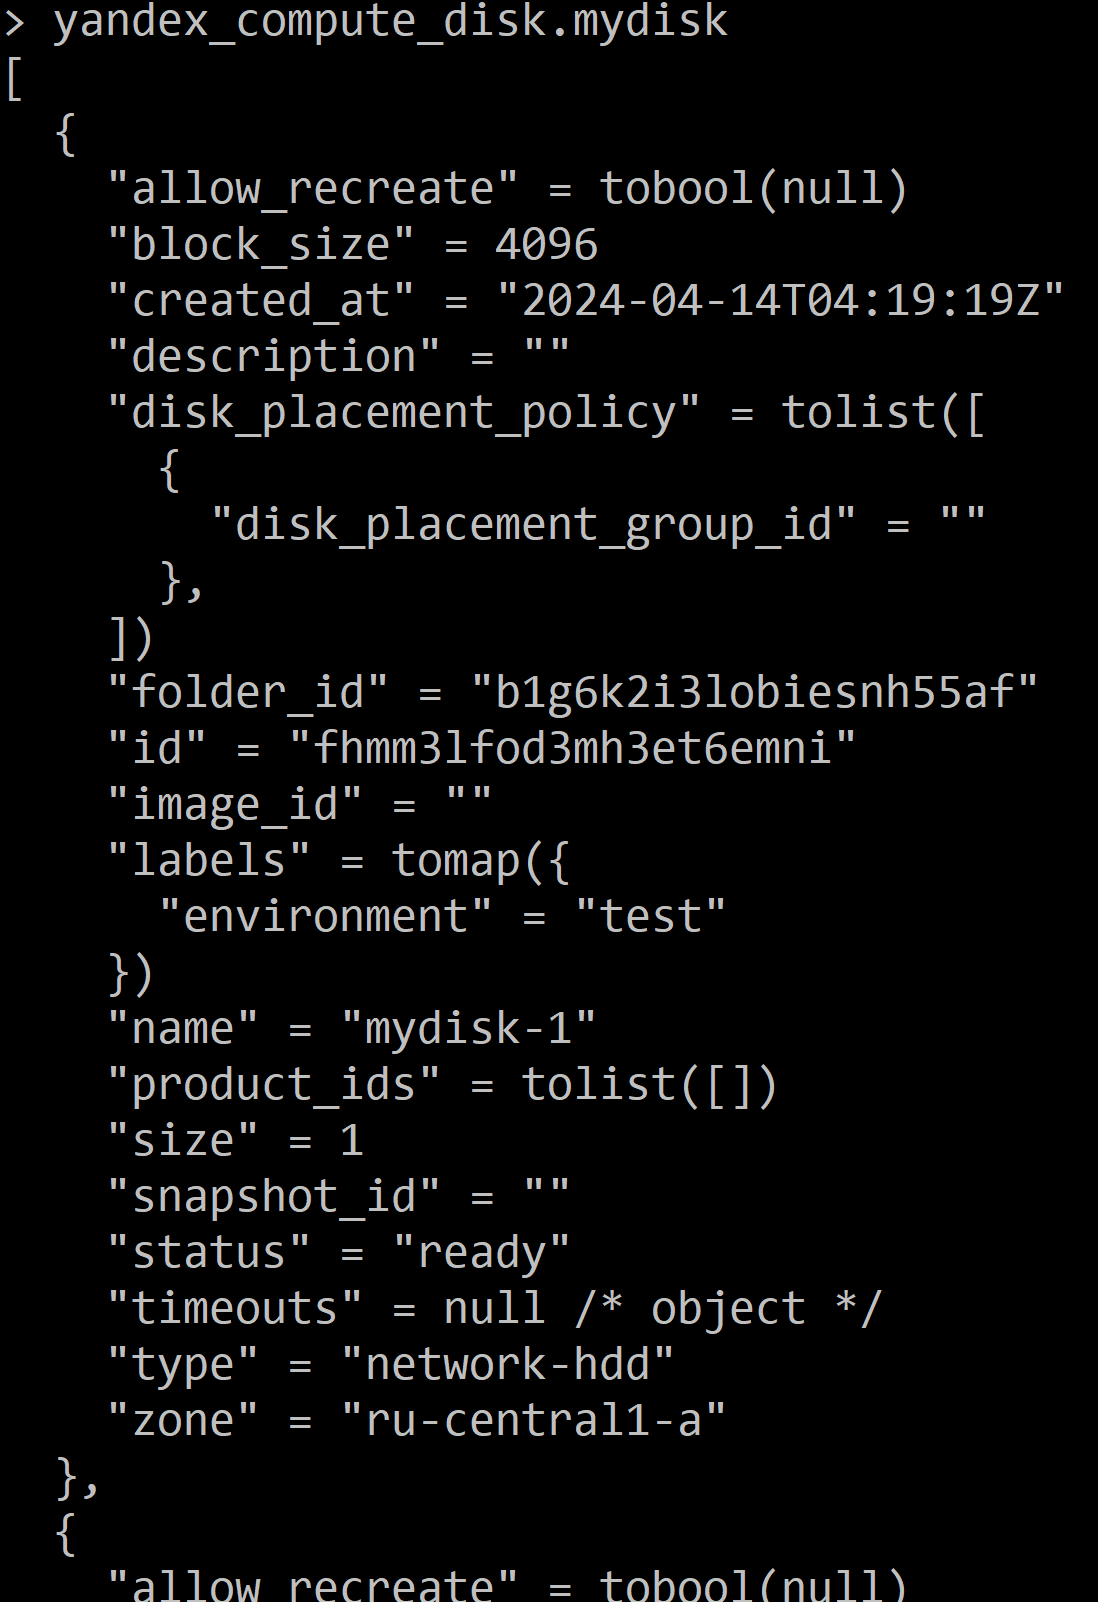 > yandex_compute_disk.mydisk
[
  {
    "allow_recreate" = tobool(null)
    "block_size" = 4096
    "created_at" = "2024-04-14T04:19:19Z"
    "description" = ""
    "disk_placement_policy" = tolist([
      {
        "disk_placement_group_id" = ""
      },
    ])
    "folder_id" = "b1g6k2i3lobiesnh55af"
    "id" = "fhmm3lfod3mh3et6emni"
    "image_id" = ""
    "labels" = tomap({
      "environment" = "test"
    })
    "name" = "mydisk-1"
    "product_ids" = tolist([])
    "size" = 1
    "snapshot_id" = ""
    "status" = "ready"
    "timeouts" = null /* object */
    "type" = "network-hdd"
    "zone" = "ru-central1-a"
  },
  {
    "allow_recreate" = tobool(null)